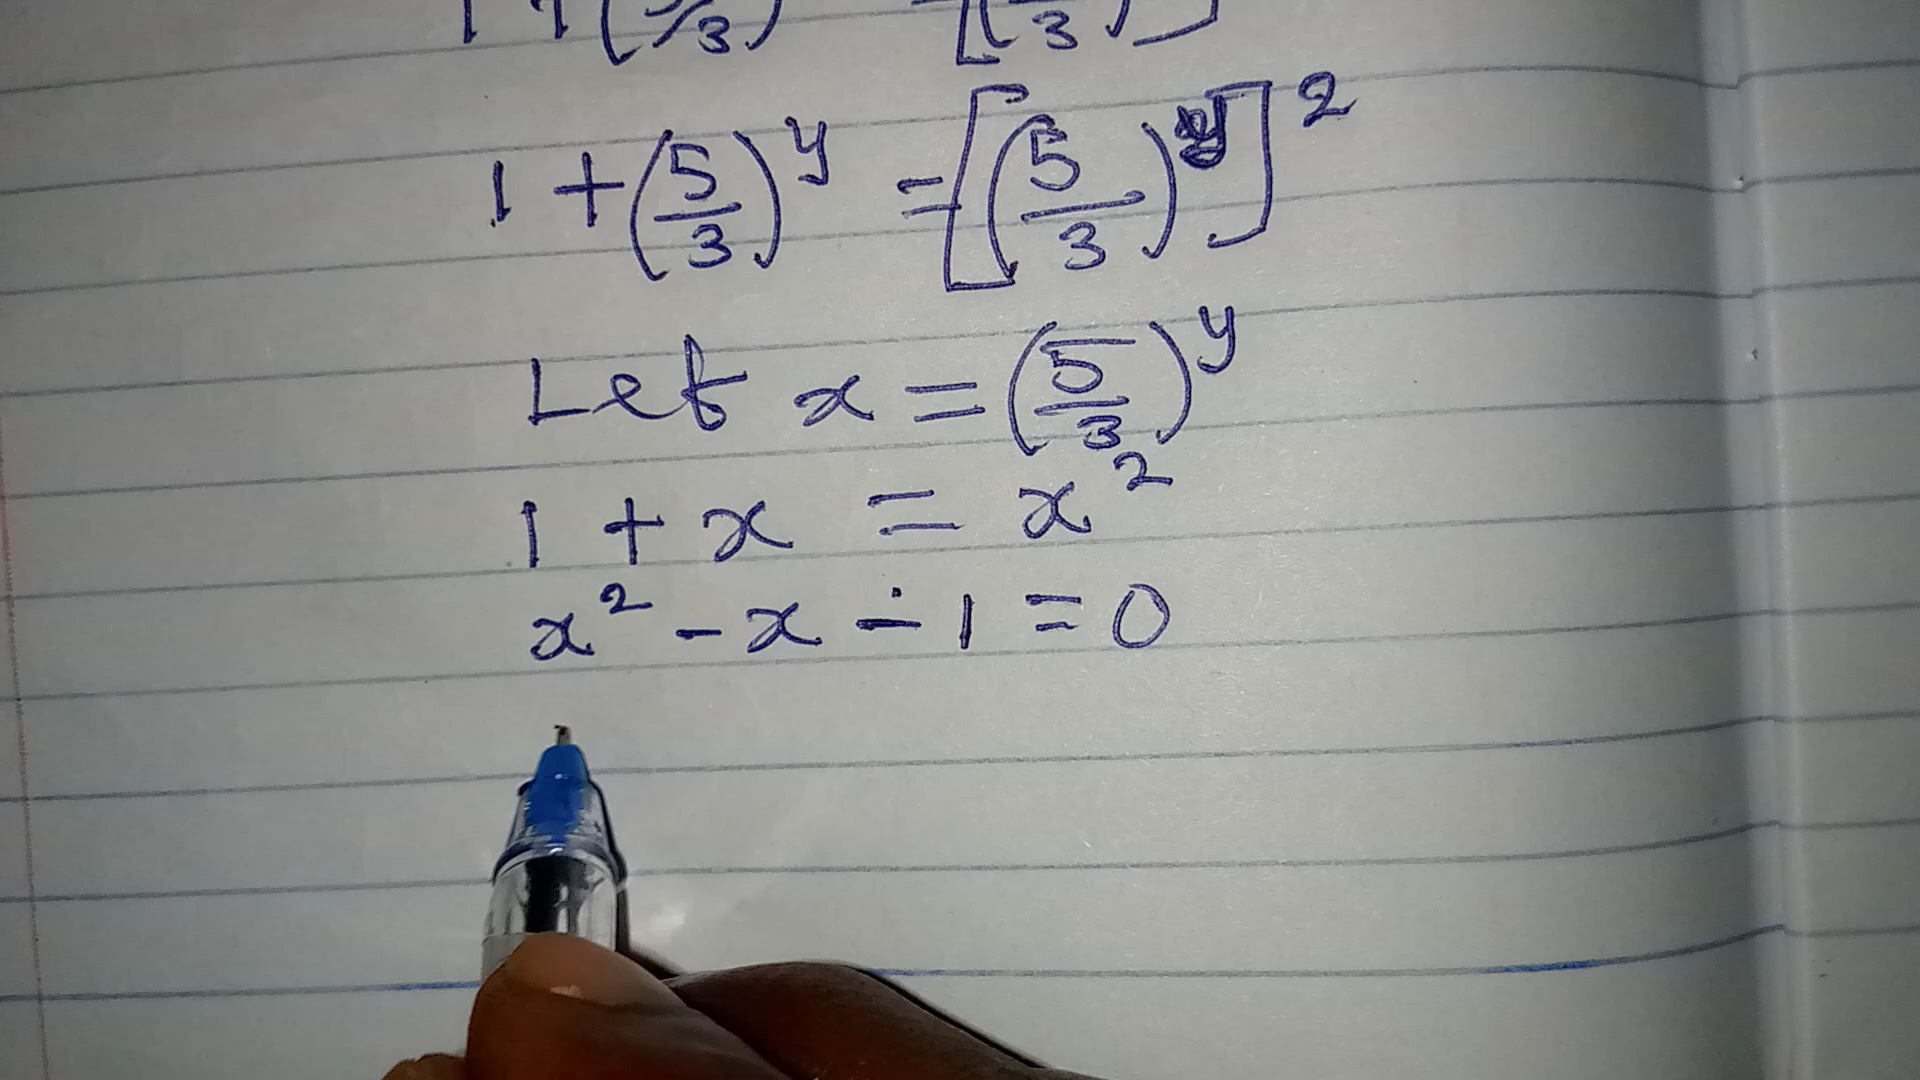 1 + (5/3)^y = [(5/3)^y]^2
Let x = (5/3)^y
1 + x = x^2
x^2 - x - 1 = 0